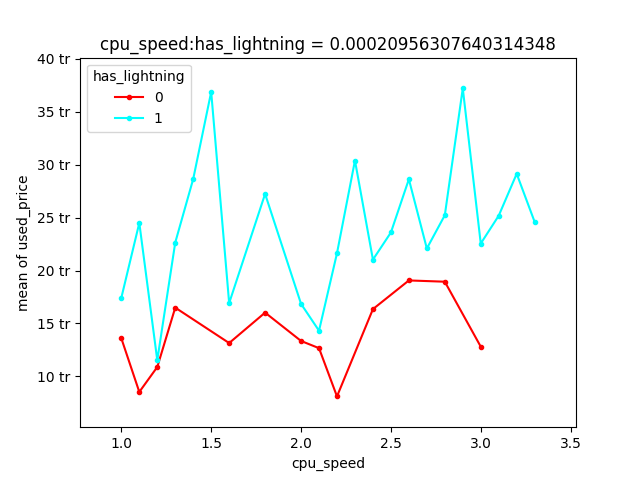 cpu_speed:has_lightning = 0.00020956307640314348
40 tr
35 tr
30 tr
25 tr
20 tr
15 tr
10 tr
mean of used_price
has_lightning
0
1
1.0 1.5 2.0 2.5 3.0 3.5
cpu_speed